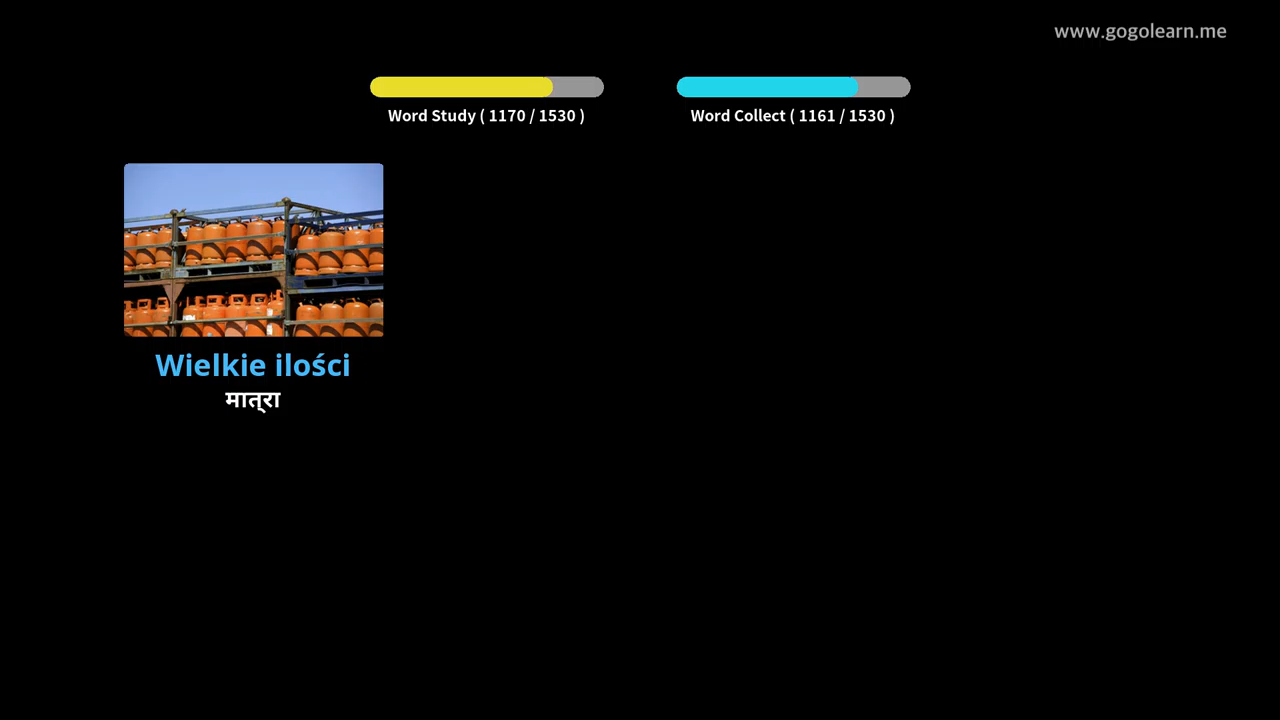 www.gogolearn.me
Word Study ( 1170 / 1530 )
Word Collect ( 1161 / 1530 )
Wielkie ilości
मात्रा